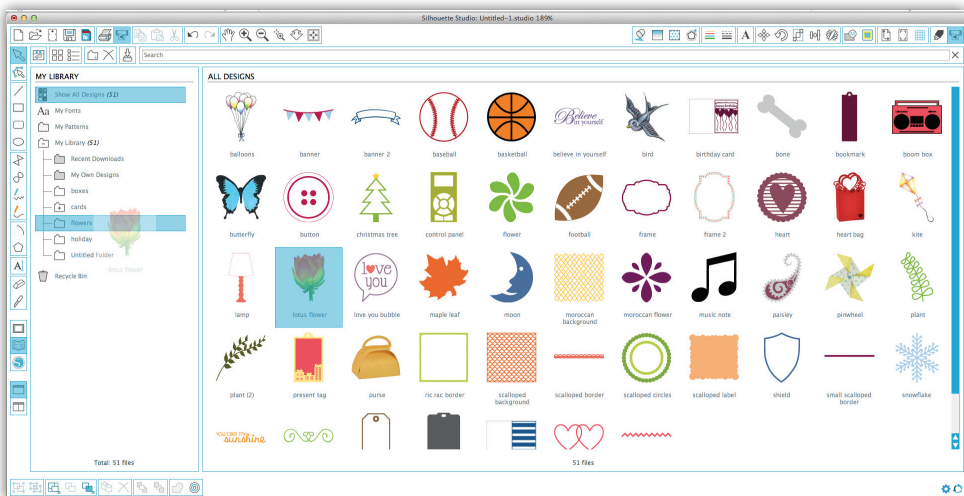 Silhouette Studio: Untitled-1.studio 189%
Search
MY LIBRARY
Show All Designs (51)
Aa My Fonts
My Patterns
My Library (51)
Recent Downloads
My Own Designs
boxes
cards
flowers
holiday
Untitled Folder
lotus flower
Recycle Bin
Total: 51 files
ALL DESIGNS
Believe
in yourself
balloons
banner
banner 2
baseball
basketball
believe in yourself
bird
birthday card
bone
bookmark
boom box
butterfly
button
christmas tree
control panel
flower
football
frame
frame 2
heart
heart bag
kite
love
you
lamp
lotus flower
love you bubble
maple leaf
moon
moroccan
background
moroccan flower
music note
paisley
pinwheel
plant
plant (2)
present tag
purse
ric rac border
scalloped
background
scalloped border
scalloped circles
scalloped label
shield
small scalloped
border
snowflake
YOU ARE MY
sunshine
51 files